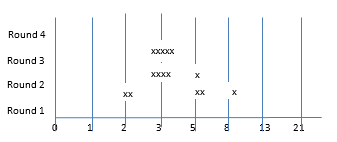 Round 4
xxxxx
Round 3
xxxx x
Round 2
xx xx x
Round 1
0 1 2 3 5 8 13 21